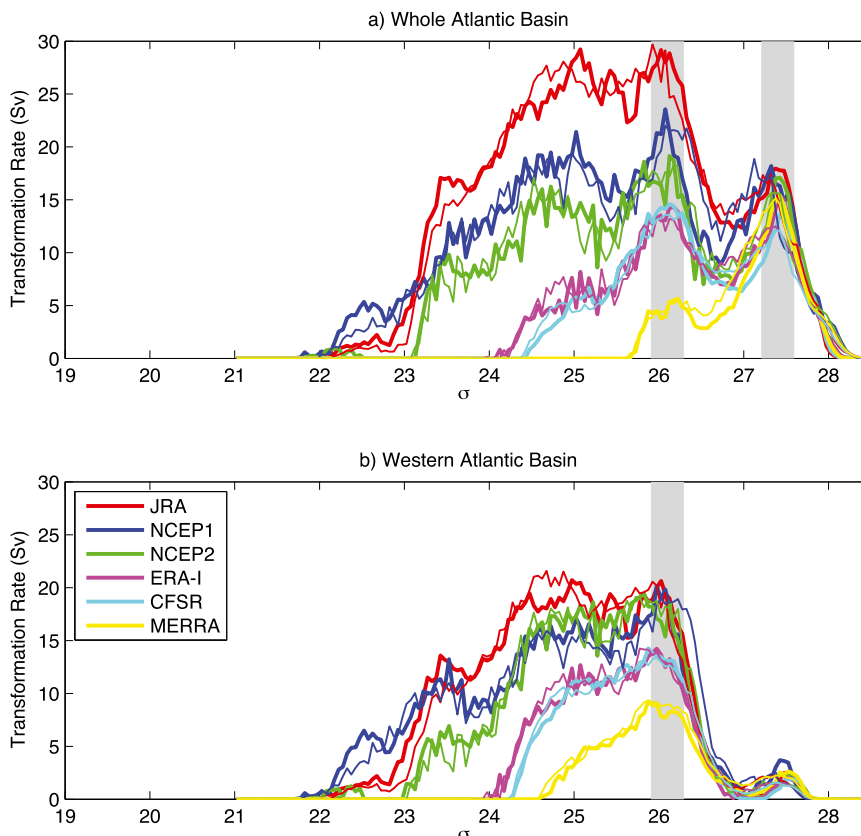 a) Whole Atlantic Basin
30
25
20
15
10
5
0
Transformation Rate (Sv)
19 20 21 22 23 24 25 26 27 28
σ
b) Western Atlantic Basin
30
25
20
15
10
5
0
Transformation Rate (Sv)
JRA
NCEP1
NCEP2
ERA-I
CFSR
MERRA
19 20 21 22 23 24 25 26 27 28
σ